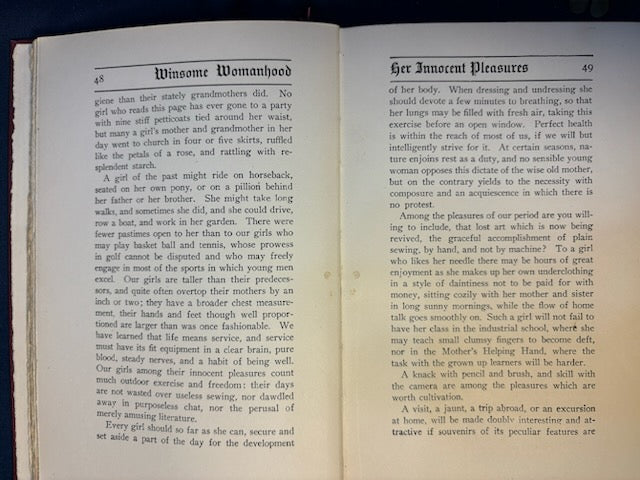 48 Winsome Womanhood
giene than their stately grandmothers did. No
girl who reads this page has ever gone to a party
with nine stiff petticoats tied around her waist,
but many a girl's mother and grandmother in her
day went to church in four or five skirts, ruffled
like the petals of a rose, and rattling with re-
splendent starch.
A girl of the past might ride on horseback,
seated on her own pony, or on a pillion behind
her father or her brother. She might take long
walks, and sometimes she did, and she could drive,
row a boat, and work in her garden. There were
fewer pastimes open to her than to our girls who
may play basket ball and tennis, whose prowess
in golf cannot be disputed and who may freely
engage in most of the sports in which young men
excel. Our girls are taller than their predeces-
sors, and quite often overtop their mothers by an
inch or two; they have a broader chest measure-
ment, their hands and feet though well propor-
tioned are larger than was once fashionable. We
have learned that life means service, and service
must have its fit equipment in a clear brain, pure
blood, steady nerves, and a habit of being well.
Our girls among their innocent pleasures count
much outdoor exercise and freedom: their days
are not wasted over useless sewing, nor dawdled
away in purposeless chat, nor the perusal of
merely amusing literature.
Every girl should so far as she can, secure and
set aside a part of the day for the development
Her Innocent Pleasures 49
of her body. When dressing and undressing she
should devote a few minutes to breathing, so that
her lungs may be filled with fresh air, taking this
exercise before an open window. Perfect health
is within the reach of most of us, if we will but
intelligently strive for it. At certain seasons, na-
ture enjoins rest as a duty, and no sensible young
woman opposes this dictate of the wise old mother,
but on the contrary yields to the necessity with
composure and an acquiescence in which there is
no protest.
Among the pleasures of our period are you will-
ing to include, that lost art which is now being
revived, the graceful accomplishment of plain
sewing, by hand, and not by machine? To a girl
who likes her needle there may be hours of great
enjoyment as she makes up her own underclothing
in a style of daintiness not to be paid for with
money, sitting cozily with her mother and sister
in long sunny mornings, while the flow of home
talk goes smoothly on. Such a girl will not fail to
have her class in the industrial school, where she
may teach small clumsy fingers to become deft,
nor in the Mother's Helping Hand, where the
task with the grown up learners will be harder.
A knack with pencil and brush, and skill with
the camera are among the pleasures which are
worth cultivation.
A visit, a jaunt, a trip abroad, or an excursion
at home, will be made doubly interesting and at-
tractive if souvenirs of its peculiar features are